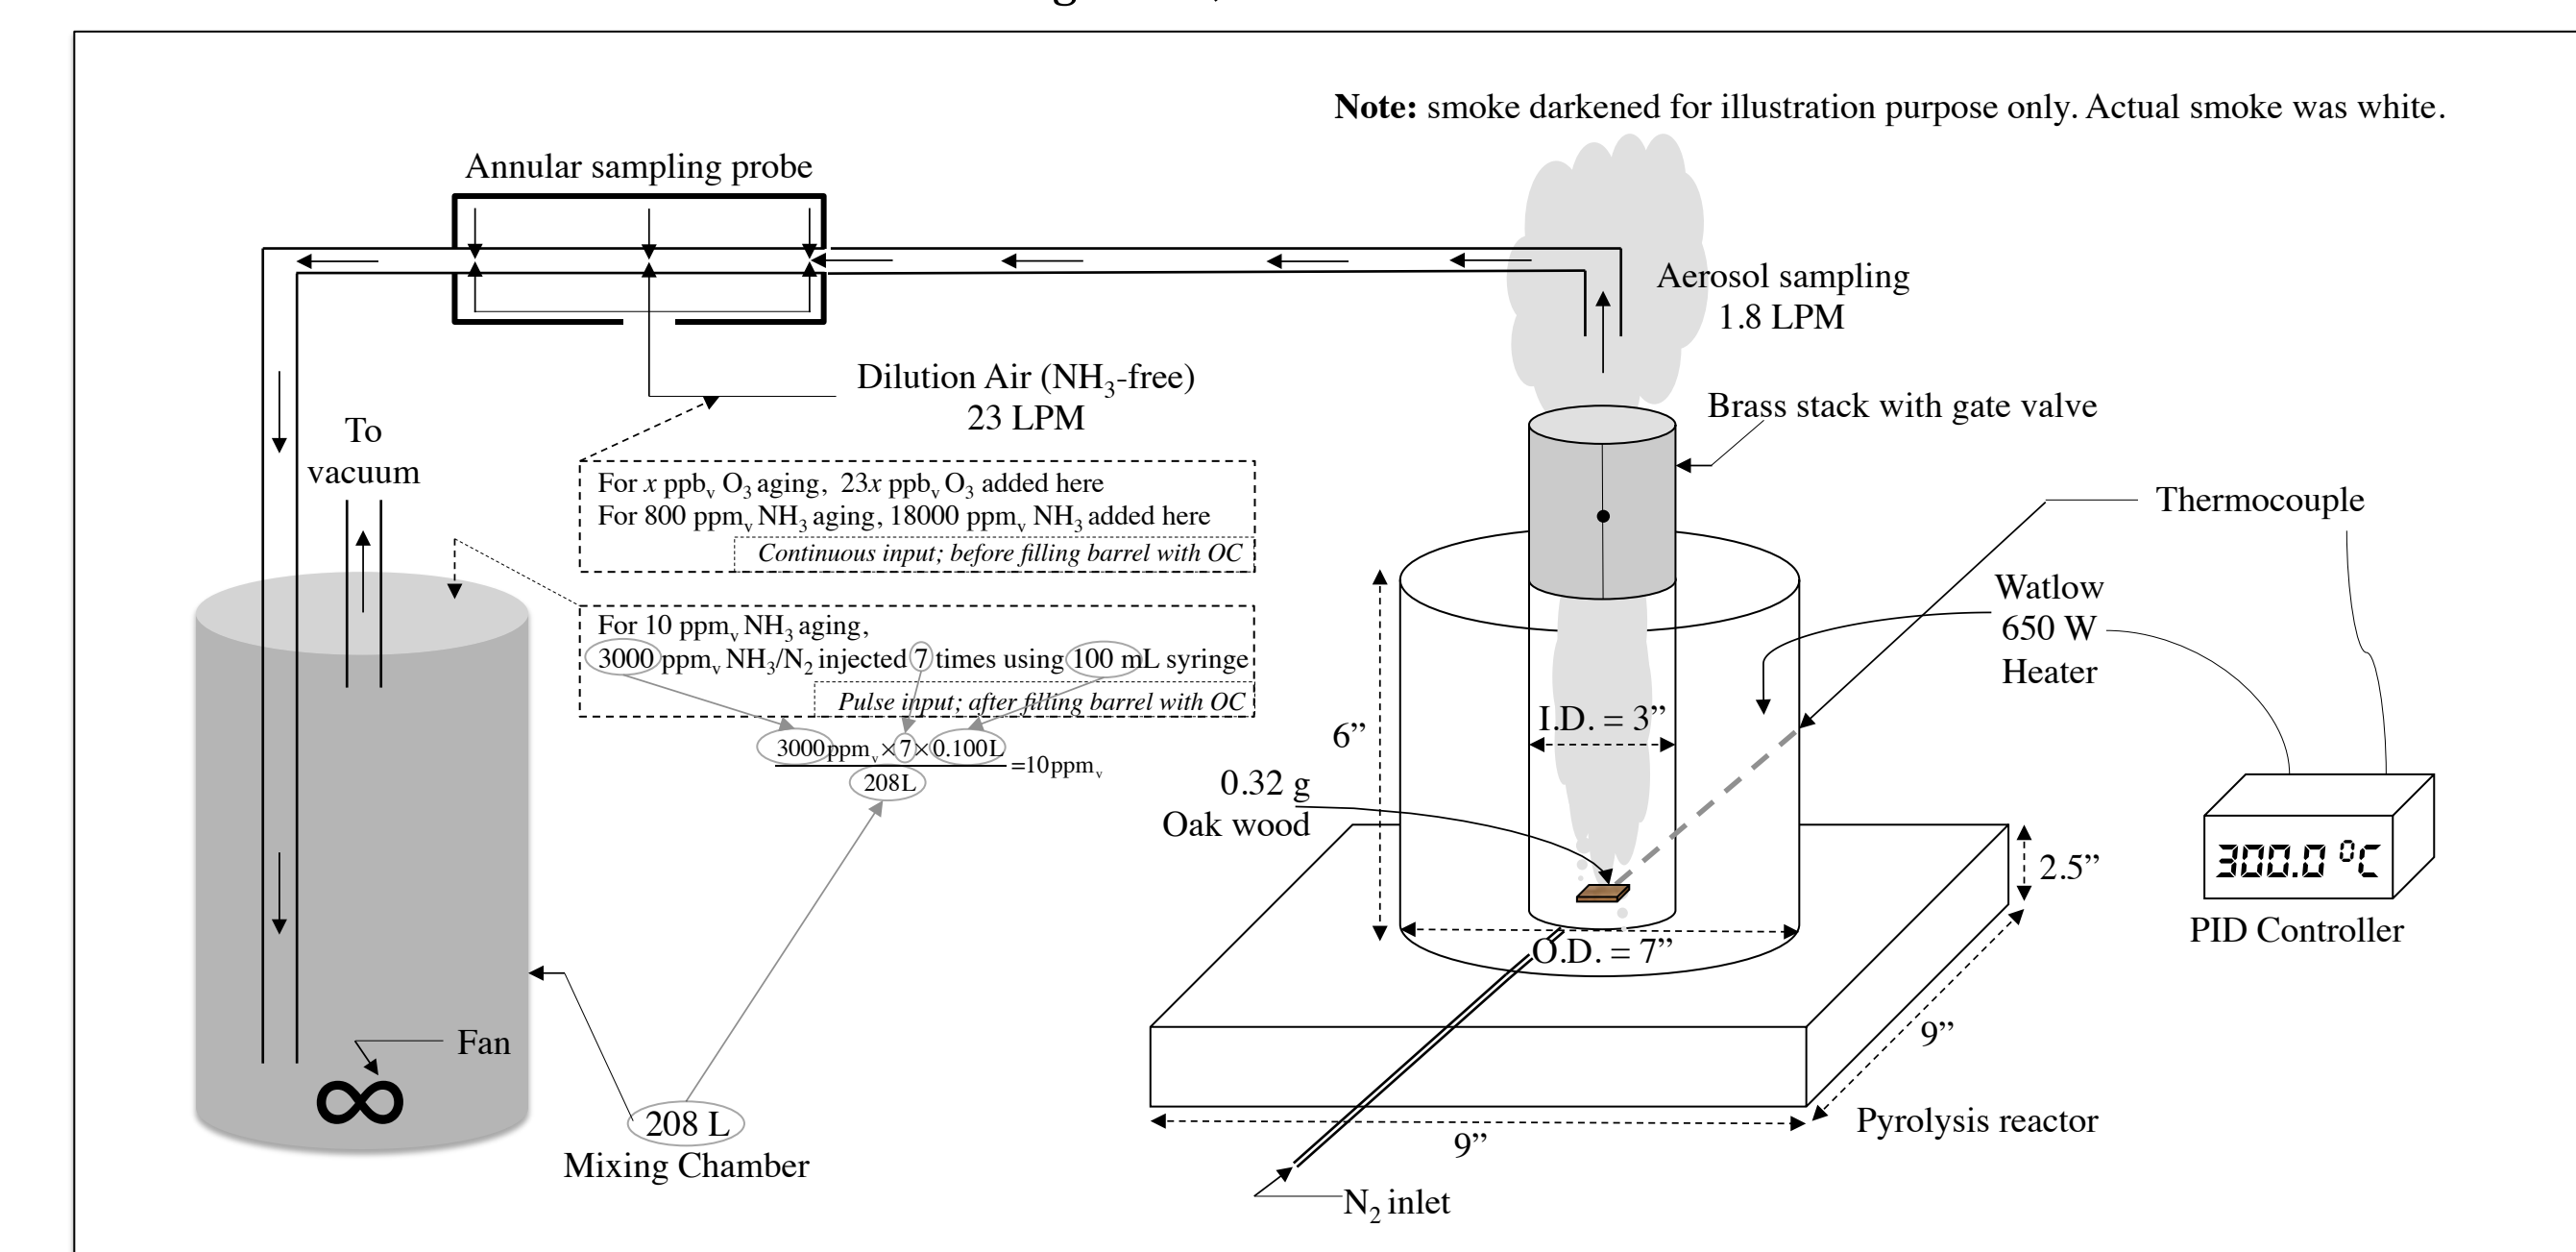 Note: smoke darkened for illustration purpose only. Actual smoke was white.
Annular sampling probe
Aerosol sampling
1.8 LPM
Dilution Air (NH₃-free)
23 LPM
Brass stack with gate valve
To
vacuum
For x ppbᵥ O₃ aging, 23x ppbᵥ O₃ added here
For 800 ppmᵥ NH₃ aging, 18000 ppmᵥ NH₃ added here
Continuous input; before filling barrel with OC
Thermocouple
For 10 ppmᵥ NH₃ aging,
3000 ppmᵥ NH₃/N₂ injected 7 times using 100 mL syringe
Pulse input; after filling barrel with OC
3000ppmᵥ × 7 × 0.100L
208L
=10ppmᵥ
Watlow
650 W
Heater
I.D. = 3”
6”
0.32 g
Oak wood
2.5”
300.0 ⁰C
PID Controller
O.D. = 7”
9”
Fan
208 L
Mixing Chamber
Pyrolysis reactor
9”
N₂ inlet